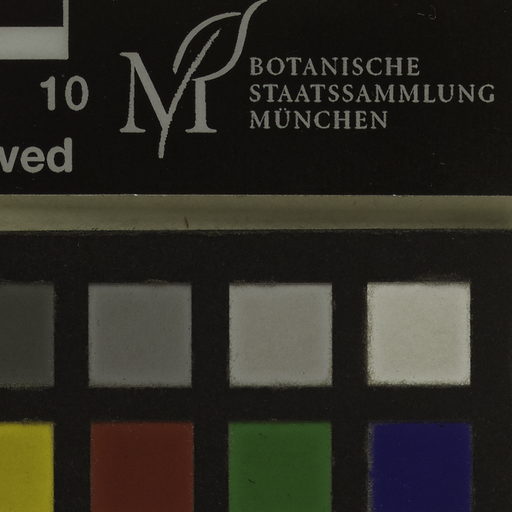 10
BOTANISCHE
STAATSSAMMLUNG
MÜNCHEN
ved